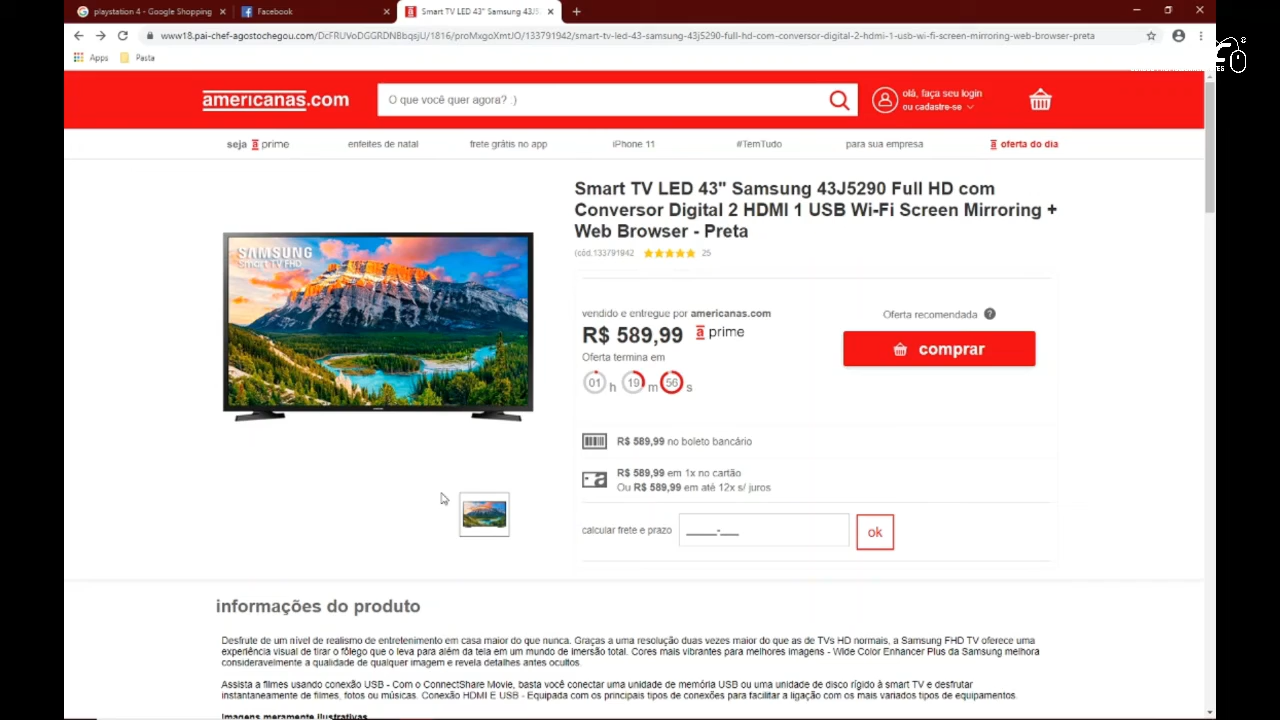 playstation 4 - Google Shopping
Facebook
Smart TV LED 43" Samsung 43J5
www18.pai-chef-agostochegou.com/DcFRUVoDGGRDNBbqsjU/1816/proMxgoXmtJO/133791942/smart-tv-led-43-samsung-43j5290-full-hd-com-conversor-digital-2-hdmi-1-usb-wi-fi-screen-mirroring-web-browser-preta
Apps
Pasta
americanas.com
O que você quer agora? :)
olá, faça seu login
ou cadastre-se
seja a prime
enfeites de natal
frete grátis no app
iPhone 11
#TemTudo
para sua empresa
a oferta do dia
Smart TV LED 43" Samsung 43J5290 Full HD com
Conversor Digital 2 HDMI 1 USB Wi-Fi Screen Mirroring +
Web Browser - Preta
(cód.133791942
25
SAMSUNG
Smart TV FHD
vendido e entregue por americanas.com
R$ 589,99 a prime
Oferta termina em
01 h 19 m 56 s
Oferta recomendada ?
comprar
R$ 589,99 no boleto bancário
R$ 589,99 em 1x no cartão
Ou R$ 589,99 em até 12x s/ juros
calcular frete e prazo
_____-___
ok
informações do produto
Desfrute de um nível de realismo de entretenimento em casa maior do que nunca. Graças a uma resolução duas vezes maior do que as de TVs HD normais, a Samsung FHD TV oferece uma
experiência visual de tirar o fôlego que o leva para além da tela em um mundo de imersão total. Cores mais vibrantes para melhores imagens - Wide Color Enhancer Plus da Samsung melhora
consideravelmente a qualidade de qualquer imagem e revela detalhes antes ocultos.
Assista a filmes usando conexão USB - Com o ConnectShare Movie, basta você conectar uma unidade de memória USB ou uma unidade de disco rígido à smart TV e desfrutar
instantaneamente de filmes, fotos ou músicas. Conexão HDMI E USB - Equipada com os principais tipos de conexões para facilitar a ligação com os mais variados tipos de equipamentos.
Imagens meramente ilustrativas